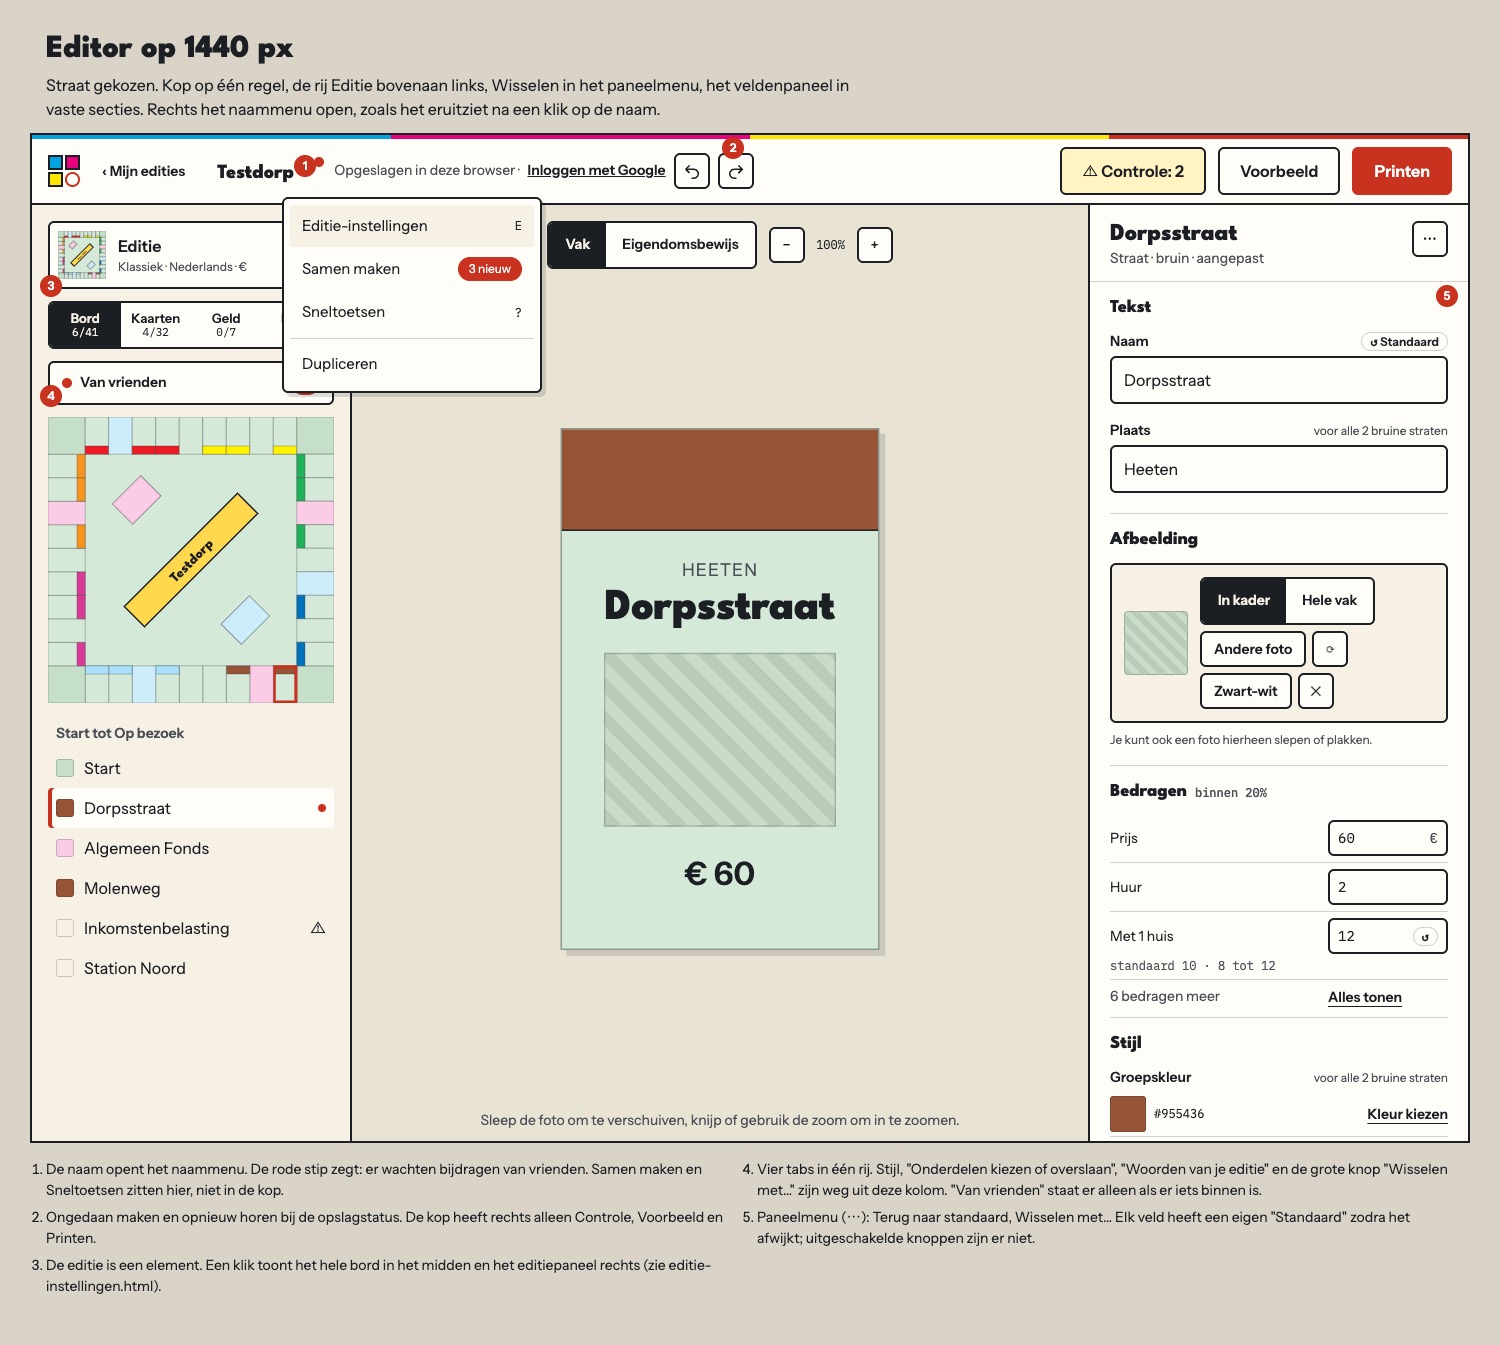 Editor op 1440 px
Straat gekozen. Kop op één regel, de rij Editie bovenaan links, Wisselen in het paneelmenu, het veldenpaneel in
vaste secties. Rechts het naammenu open, zoals het eruitziet na een klik op de naam.
‹ Mijn edities
Testdorp
1
Opgeslagen in deze browser · Inloggen met Google
2
⚠ Controle: 2
Voorbeeld
Printen
Editie
Klassiek · Nederlands · €
3
Bord
6/41
Kaarten
4/32
Geld
0/7
Van vrienden
4
Editie-instellingen E
Samen maken 3 nieuw
Sneltoetsen ?
Dupliceren
Testdorp
Start tot Op bezoek
Start
Dorpsstraat
Algemeen Fonds
Molenweg
Inkomstenbelasting ⚠
Station Noord
Vak
Eigendomsbewijs
− 100% +
HEETEN
Dorpsstraat
€ 60
Sleep de foto om te verschuiven, knijp of gebruik de zoom om in te zoomen.
Dorpsstraat
Straat · bruin · aangepast
···
5
Tekst
Naam ↺ Standaard
Dorpsstraat
Plaats voor alle 2 bruine straten
Heeten
Afbeelding
In kader Hele vak
Andere foto ⟳
Zwart-wit ×
Je kunt ook een foto hierheen slepen of plakken.
Bedragen binnen 20%
Prijs 60 €
Huur 2
Met 1 huis 12 ↺
standaard 10 · 8 tot 12
6 bedragen meer Alles tonen
Stijl
Groepskleur voor alle 2 bruine straten
#955436 Kleur kiezen
1. De naam opent het naammenu. De rode stip zegt: er wachten bijdragen van vrienden. Samen maken en
Sneltoetsen zitten hier, niet in de kop.
2. Ongedaan maken en opnieuw horen bij de opslagstatus. De kop heeft rechts alleen Controle, Voorbeeld en
Printen.
3. De editie is een element. Een klik toont het hele bord in het midden en het editiepaneel rechts (zie editie-
instellingen.html).
4. Vier tabs in één rij. Stijl, "Onderdelen kiezen of overslaan", "Woorden van je editie" en de grote knop "Wisselen
met…" zijn weg uit deze kolom. "Van vrienden" staat er alleen als er iets binnen is.
5. Paneelmenu (···): Terug naar standaard, Wisselen met… Elk veld heeft een eigen "Standaard" zodra het
afwijkt; uitgeschakelde knoppen zijn er niet.